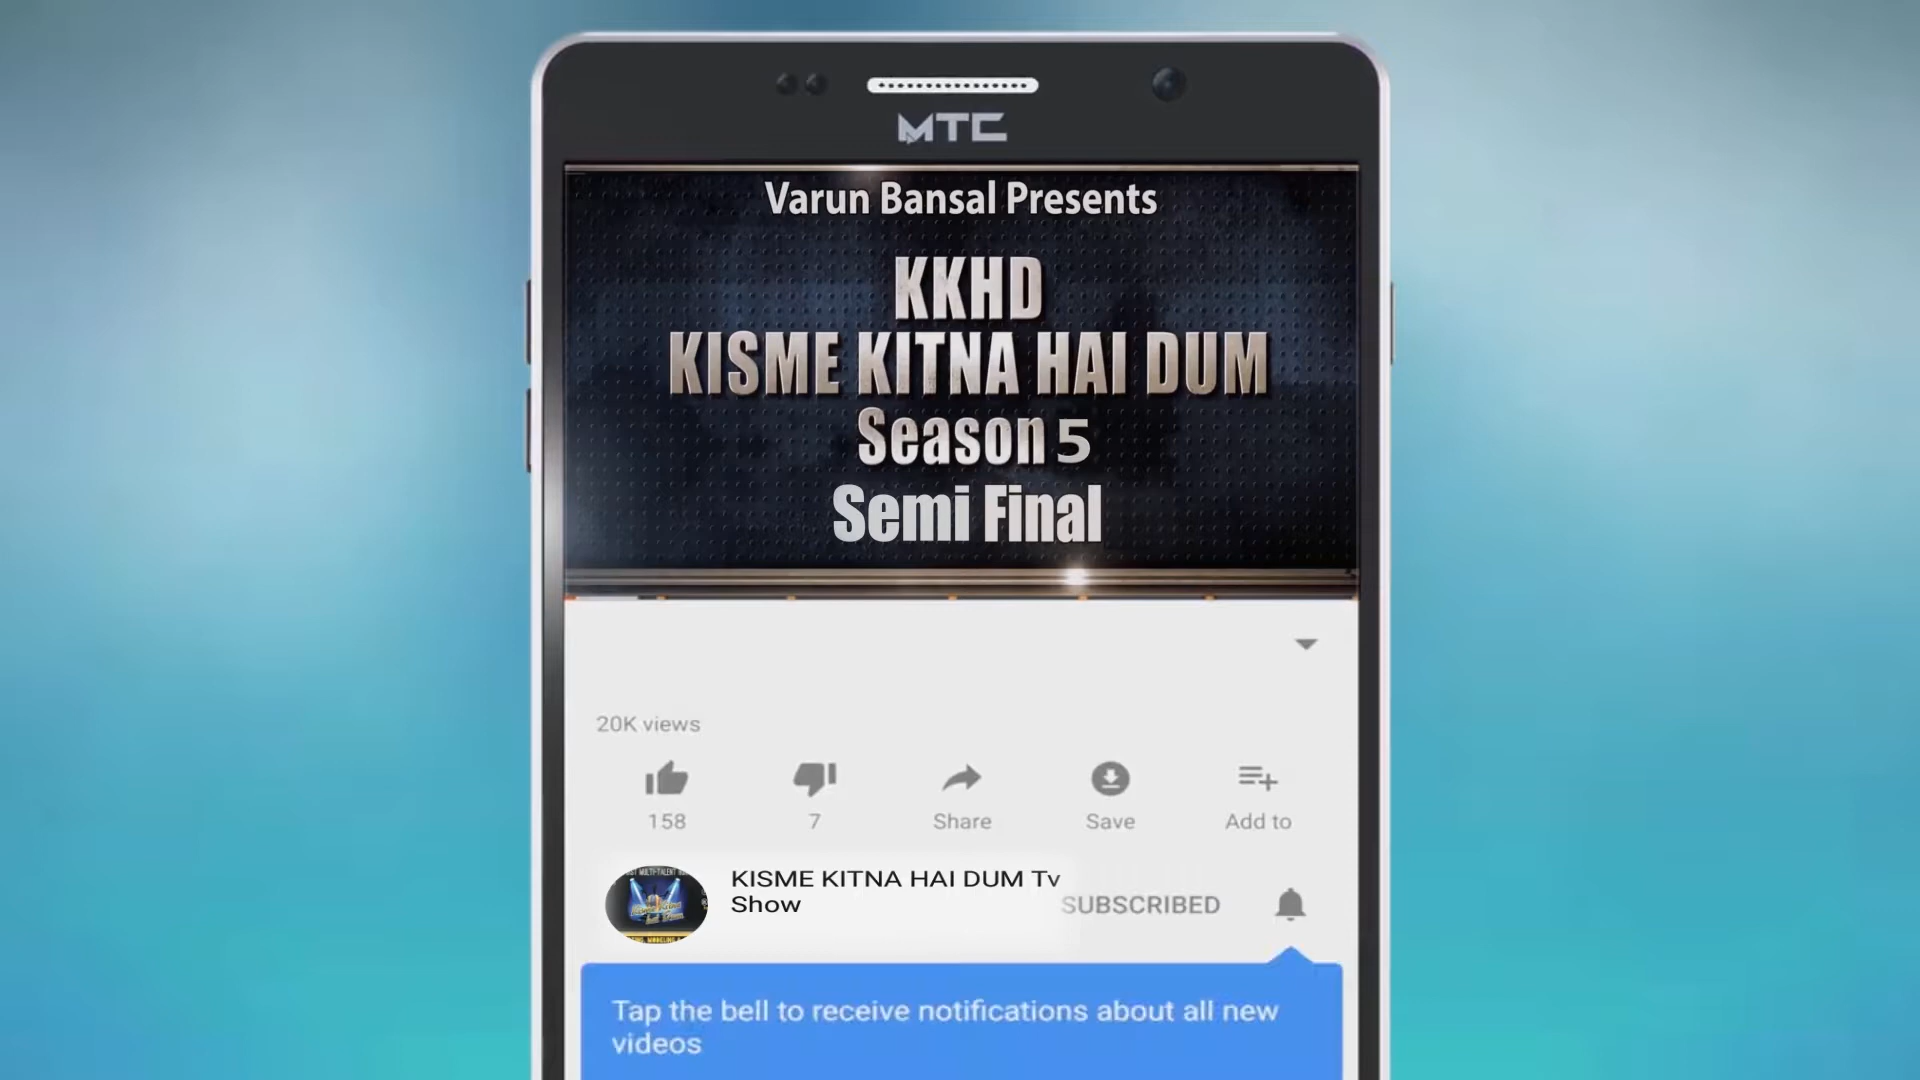 MTC
Varun Bansal Presents
KKHD
KISME KITNA HAI DUM
Season 5
Semi Final
20K views
158
7
Share
Save
Add to
KISME KITNA HAI DUM Tv
Show
SUBSCRIBED
Tap the bell to receive notifications about all new
videos